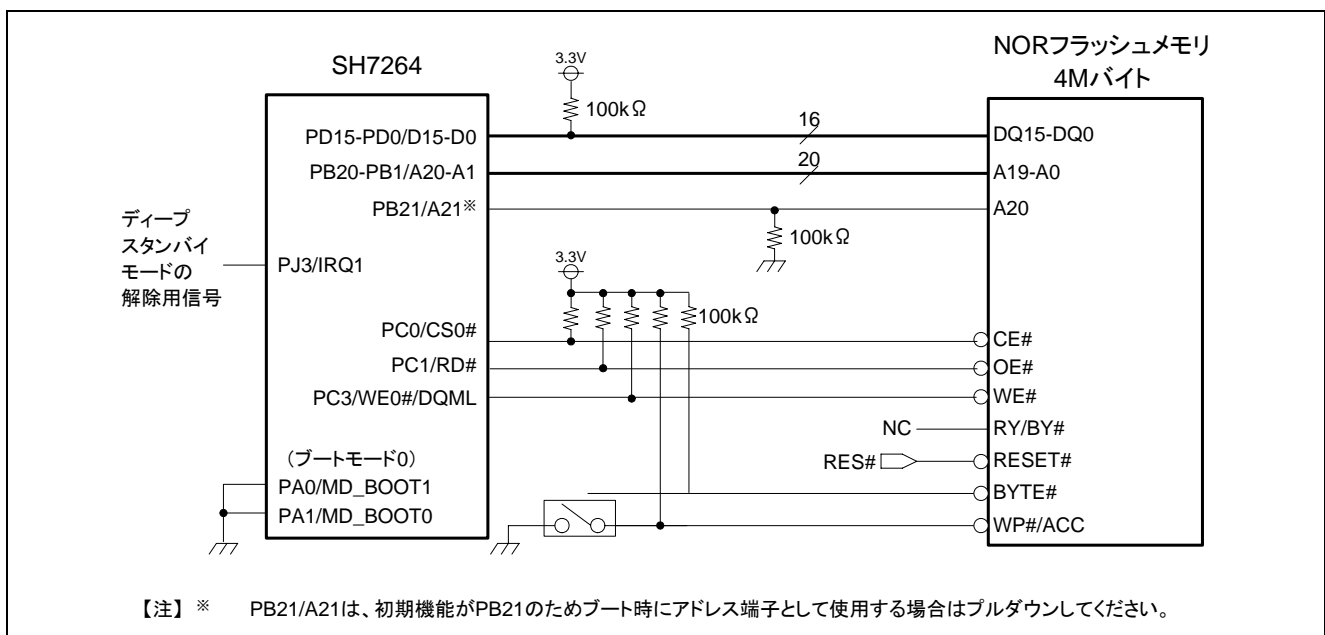 SH7264
NORフラッシュメモリ
4Mバイト
3.3V
100kΩ
PD15-PD0/D15-D0
16
DQ15-DQ0
PB20-PB1/A20-A1
20
A19-A0
PB21/A21※
A20
100kΩ
ディープ
スタンバイ
モードの
解除用信号
PJ3/IRQ1
3.3V
100kΩ
PC0/CS0#
CE#
PC1/RD#
OE#
PC3/WE0#/DQML
WE#
NC
RY/BY#
RES#
RESET#
(ブートモード0)
PA0/MD_BOOT1
BYTE#
PA1/MD_BOOT0
WP#/ACC
【注】 ※ PB21/A21は、初期機能がPB21のためブート時にアドレス端子として使用する場合はプルダウンしてください。